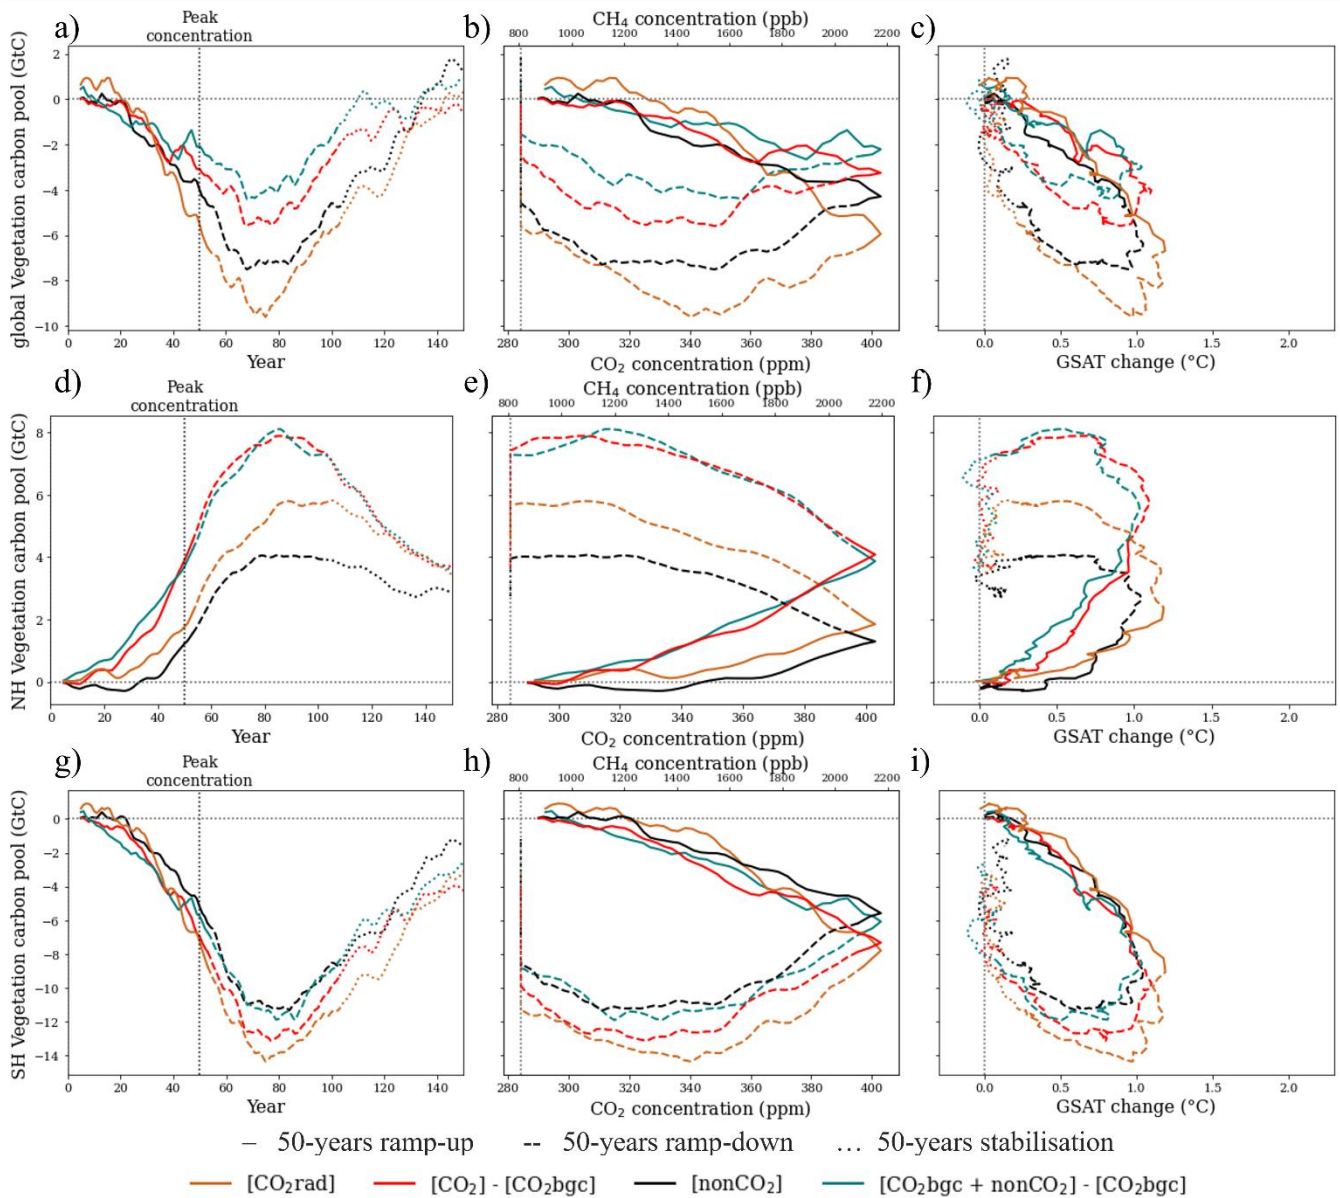 a)
Peak
concentration
global Vegetation carbon pool (GtC)
2
0
−2
−4
−6
−8
−10
0 20 40 60 80 100 120 140
Year
b)
CH₄ concentration (ppb)
800 1000 1200 1400 1600 1800 2000 2200
280 300 320 340 360 380 400
CO₂ concentration (ppm)
c)
0.0 0.5 1.0 1.5 2.0
GSAT change (°C)
d)
Peak
concentration
NH Vegetation carbon pool (GtC)
8
6
4
2
0
0 20 40 60 80 100 120 140
Year
e)
CH₄ concentration (ppb)
800 1000 1200 1400 1600 1800 2000 2200
280 300 320 340 360 380 400
CO₂ concentration (ppm)
f)
0.0 0.5 1.0 1.5 2.0
GSAT change (°C)
g)
Peak
concentration
SH Vegetation carbon pool (GtC)
0
−2
−4
−6
−8
−10
−12
−14
0 20 40 60 80 100 120 140
Year
h)
CH₄ concentration (ppb)
800 1000 1200 1400 1600 1800 2000 2200
280 300 320 340 360 380 400
CO₂ concentration (ppm)
i)
0.0 0.5 1.0 1.5 2.0
GSAT change (°C)
– 50-years ramp-up -- 50-years ramp-down … 50-years stabilisation
[CO₂rad] [CO₂] - [CO₂bgc] [nonCO₂] [CO₂bgc + nonCO₂] - [CO₂bgc]